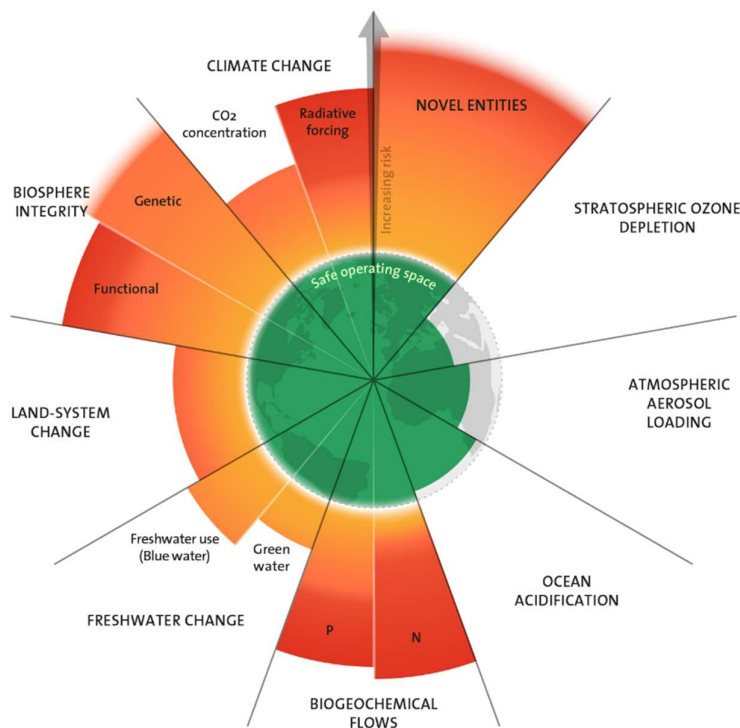 CLIMATE CHANGE
CO2
concentration
Radiative
forcing
NOVEL ENTITIES
Increasing risk
BIOSPHERE
INTEGRITY
Genetic
Functional
STRATOSPHERIC OZONE
DEPLETION
Safe operating space
LAND-SYSTEM
CHANGE
ATMOSPHERIC
AEROSOL
LOADING
Freshwater use
(Blue water)
Green
water
FRESHWATER CHANGE
OCEAN
ACIDIFICATION
P
N
BIOGEOCHEMICAL
FLOWS